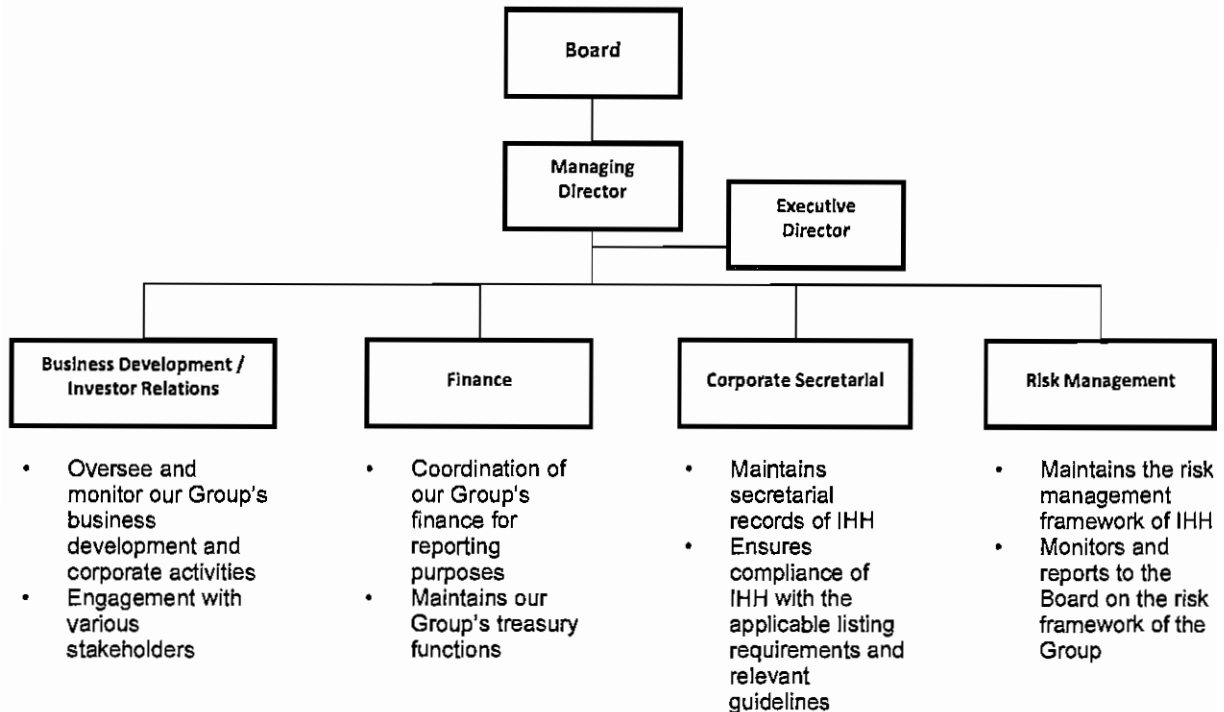 Board
Managing
Director
Executive
Director
Business Development /
Investor Relations
Finance
Corporate Secretarial
Risk Management
• Oversee and
monitor our Group's
business
development and
corporate activities
• Engagement with
various
stakeholders
• Coordination of
our Group's
finance for
reporting
purposes
• Maintains our
Group's treasury
functions
• Maintains
secretarial
records of IHH
• Ensures
compliance of
IHH with the
applicable listing
requirements and
relevant
guidelines
• Maintains the risk
management
framework of IHH
• Monitors and
reports to the
Board on the risk
framework of the
Group